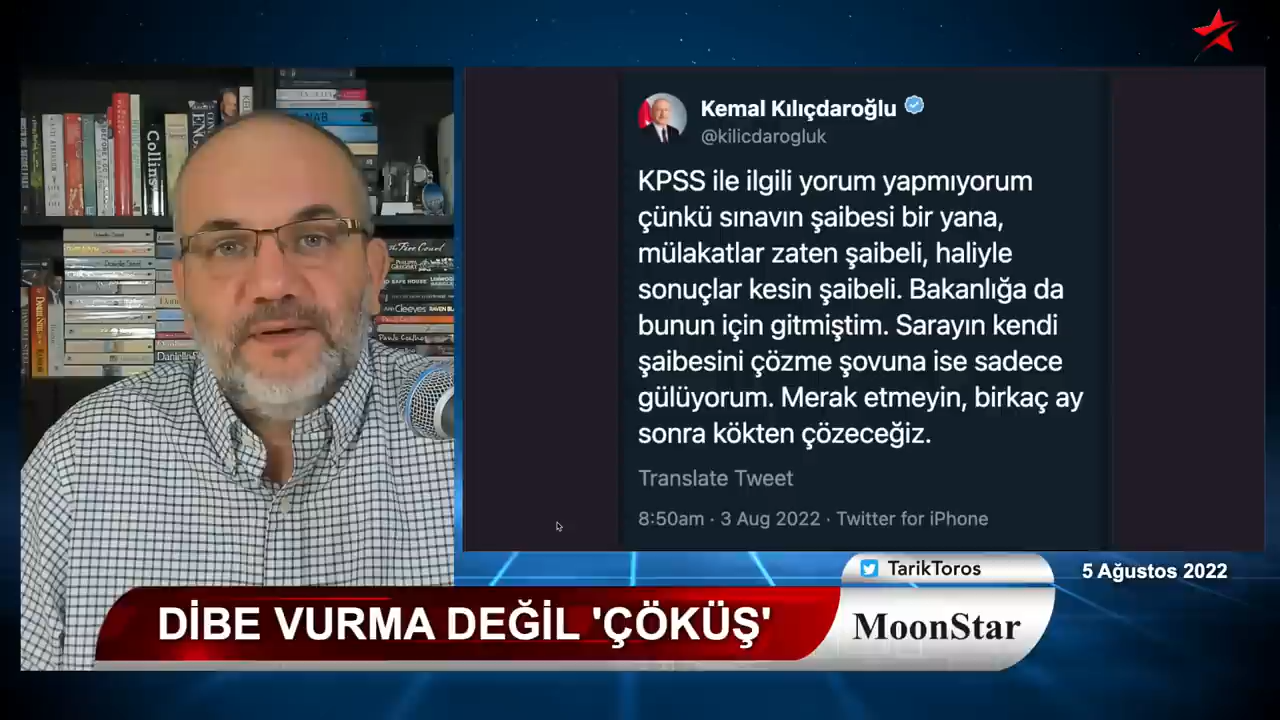 Kemal Kılıçdaroğlu
@kilicdarogluk
KPSS ile ilgili yorum yapmıyorum
çünkü sınavın şaibesi bir yana,
mülakatlar zaten şaibeli, haliyle
sonuçlar kesin şaibeli. Bakanlığa da
bunun için gitmiştim. Sarayın kendi
şaibesini çözme şovuna ise sadece
gülüyorum. Merak etmeyin, birkaç ay
sonra kökten çözeceğiz.
Translate Tweet
8:50am · 3 Aug 2022 · Twitter for iPhone
TarikToros
5 Ağustos 2022
DİBE VURMA DEĞİL 'ÇÖKÜŞ'
MoonStar
Collins